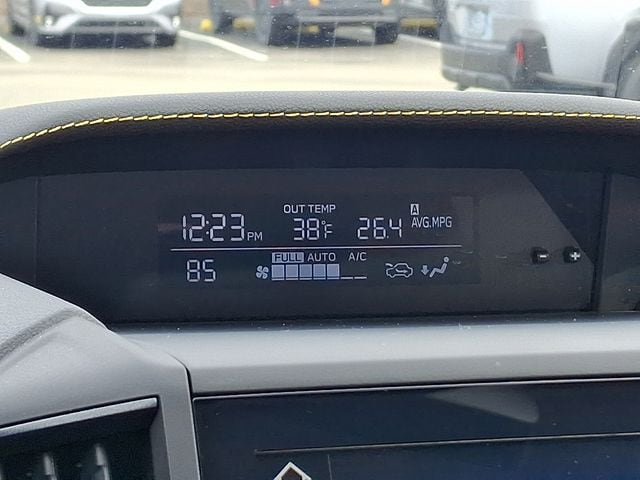 OUT TEMP
12:23 PM 38°F 26.4 A AVG.MPG
FULL AUTO A/C
85
- +